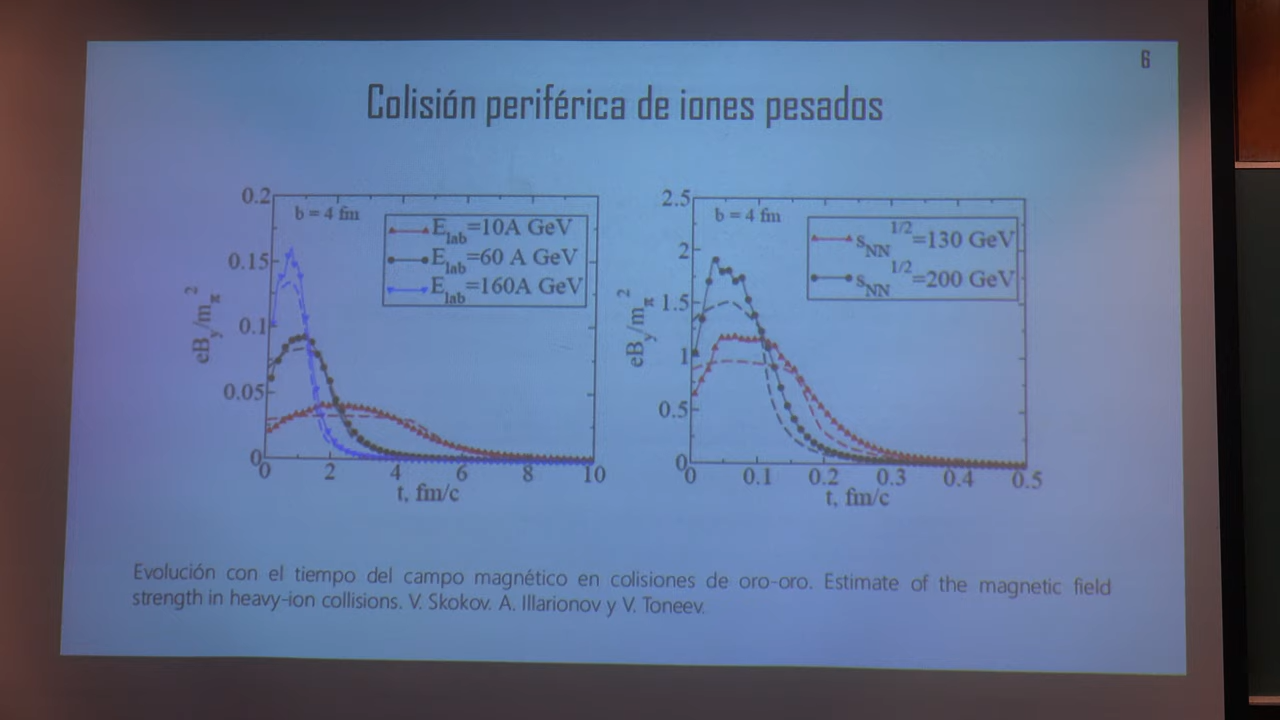 6
Colisión periférica de iones pesados
0.2
0.15
0.1
0.05
0
eB_y/m_π^2
b = 4 fm
E_lab=10A GeV
E_lab=60 A GeV
E_lab=160A GeV
0 2 4 6 8 10
t, fm/c
2.5
2
1.5
1
0.5
0
eB_y/m_π^2
b = 4 fm
s_NN^1/2=130 GeV
s_NN^1/2=200 GeV
0 0.1 0.2 0.3 0.4 0.5
t, fm/c
Evolución con el tiempo del campo magnético en colisiones de oro-oro. Estimate of the magnetic field
strength in heavy-ion collisions. V. Skokov. A. Illarionov y V. Toneev.